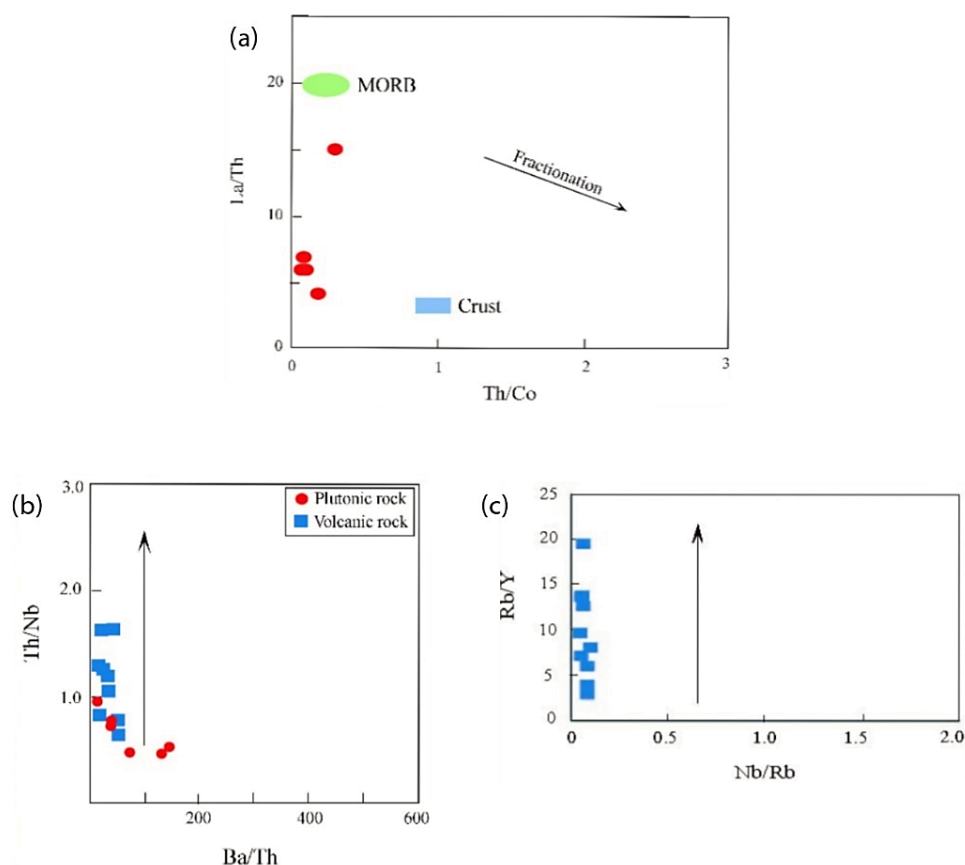 (a)
20
10
0
La/Th
MORB
Fractionation
Crust
0 1 2 3
Th/Co
(b)
3.0
2.0
1.0
Th/Nb
Plutonic rock
Volcanic rock
200 400 600
Ba/Th
(c)
25
20
15
10
5
0
Rb/Y
0 0.5 1.0 1.5 2.0
Nb/Rb